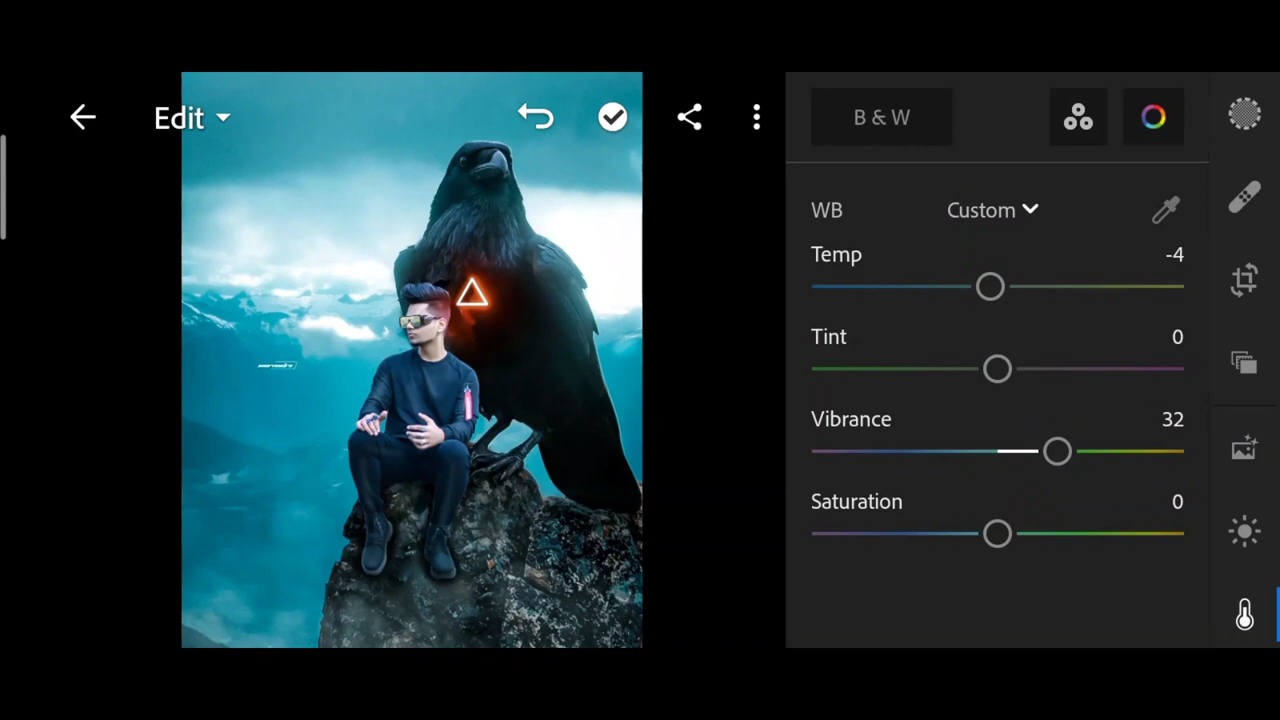 Edit
B & W
WB
Custom
Temp
-4
Tint
0
Vibrance
32
Saturation
0